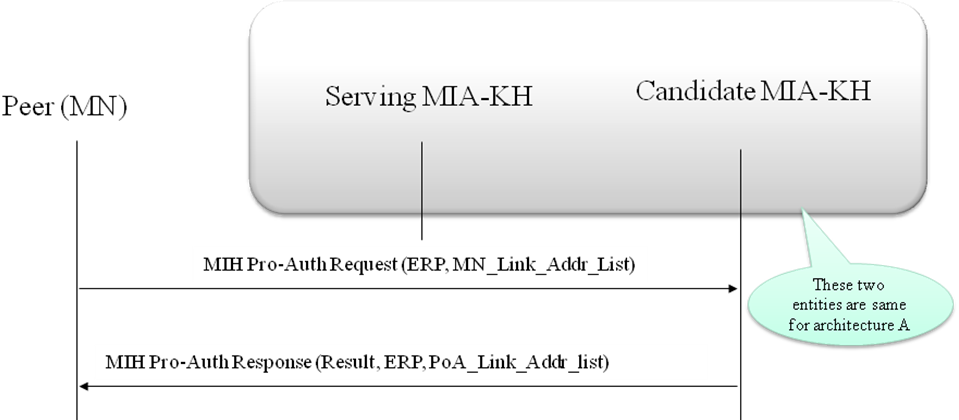 Peer (MN)
Serving MIA-KH
Candidate MIA-KH
MIH Pro-Auth Request (ERP, MN_Link_Addr_List)
These two
entities are same
for architecture A
MIH Pro-Auth Response (Result, ERP, PoA_Link_Addr_list)